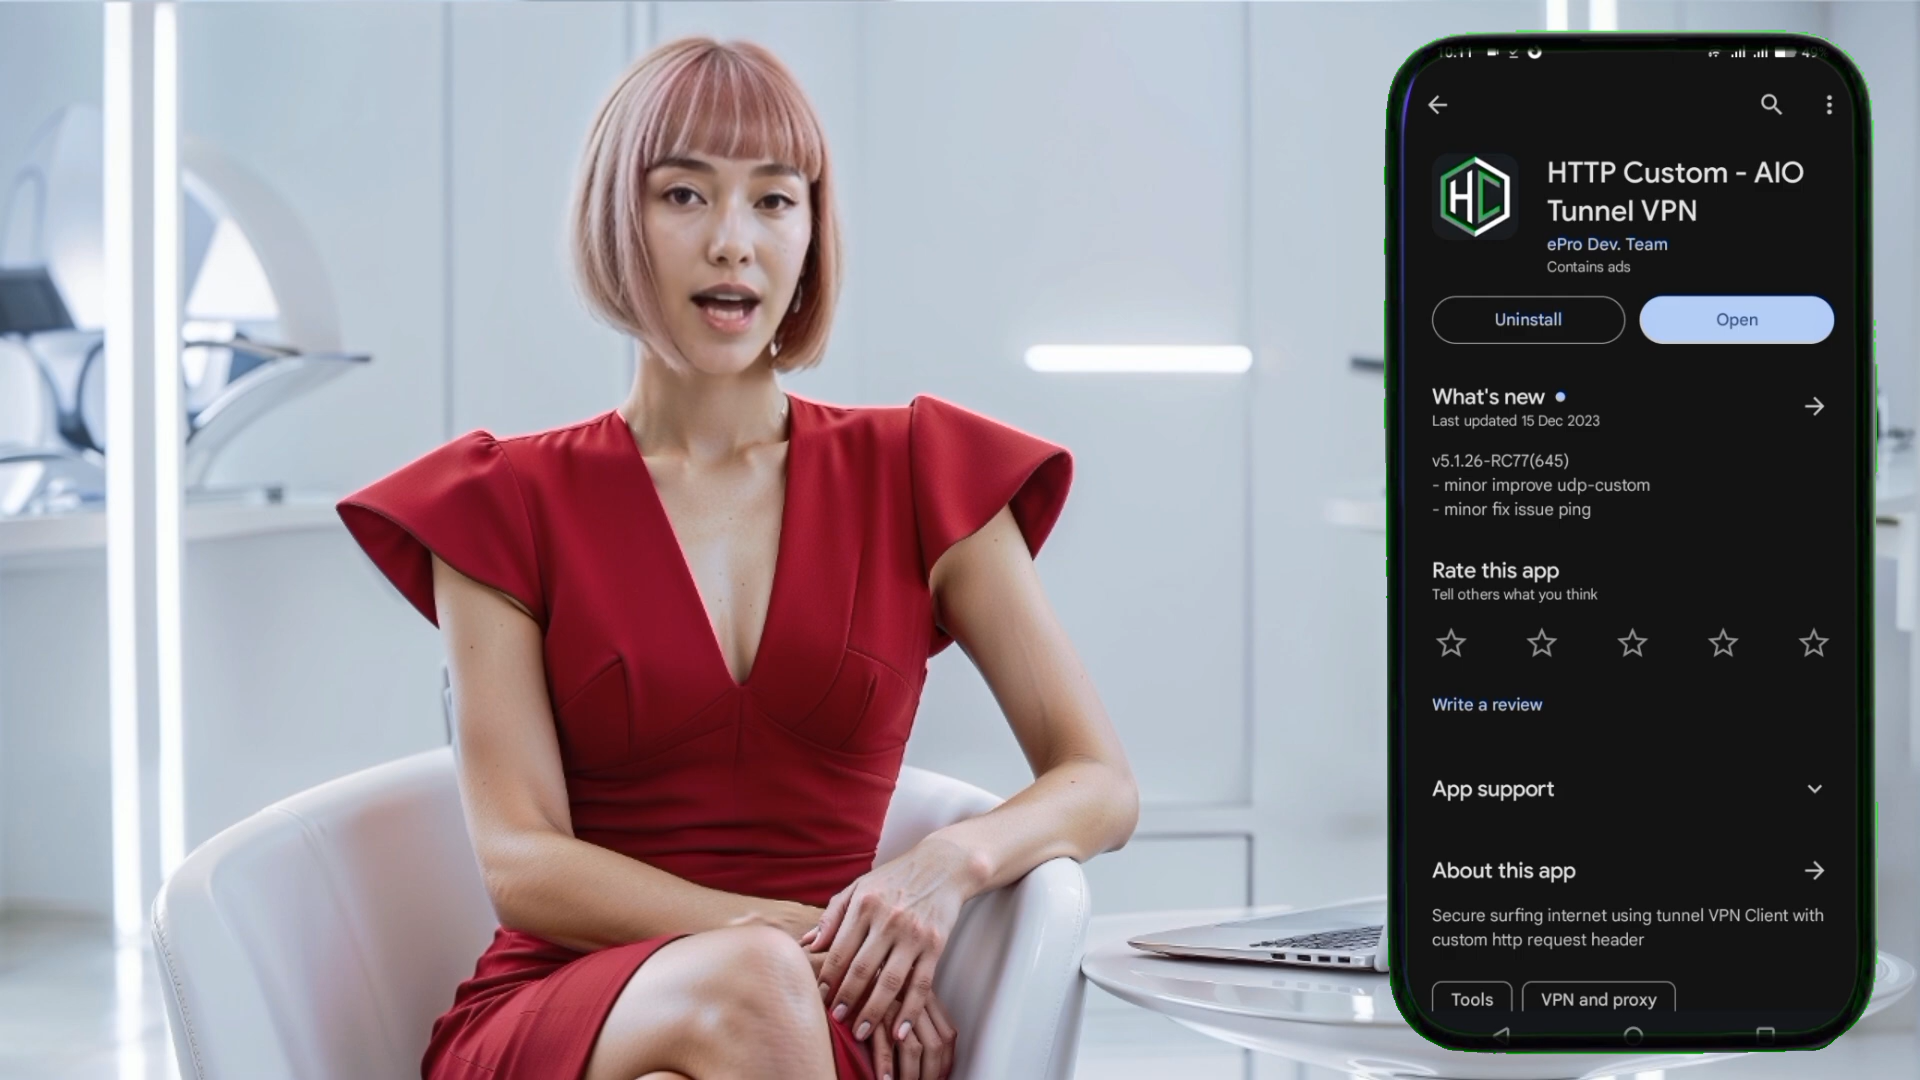 10:11
49%
HC
HTTP Custom - AIO
Tunnel VPN
ePro Dev. Team
Contains ads
Uninstall
Open
What's new
Last updated 15 Dec 2023
v5.1.26-RC77(645)
- minor improve udp-custom
- minor fix issue ping
Rate this app
Tell others what you think
Write a review
App support
About this app
Secure surfing internet using tunnel VPN Client with
custom http request header
Tools
VPN and proxy